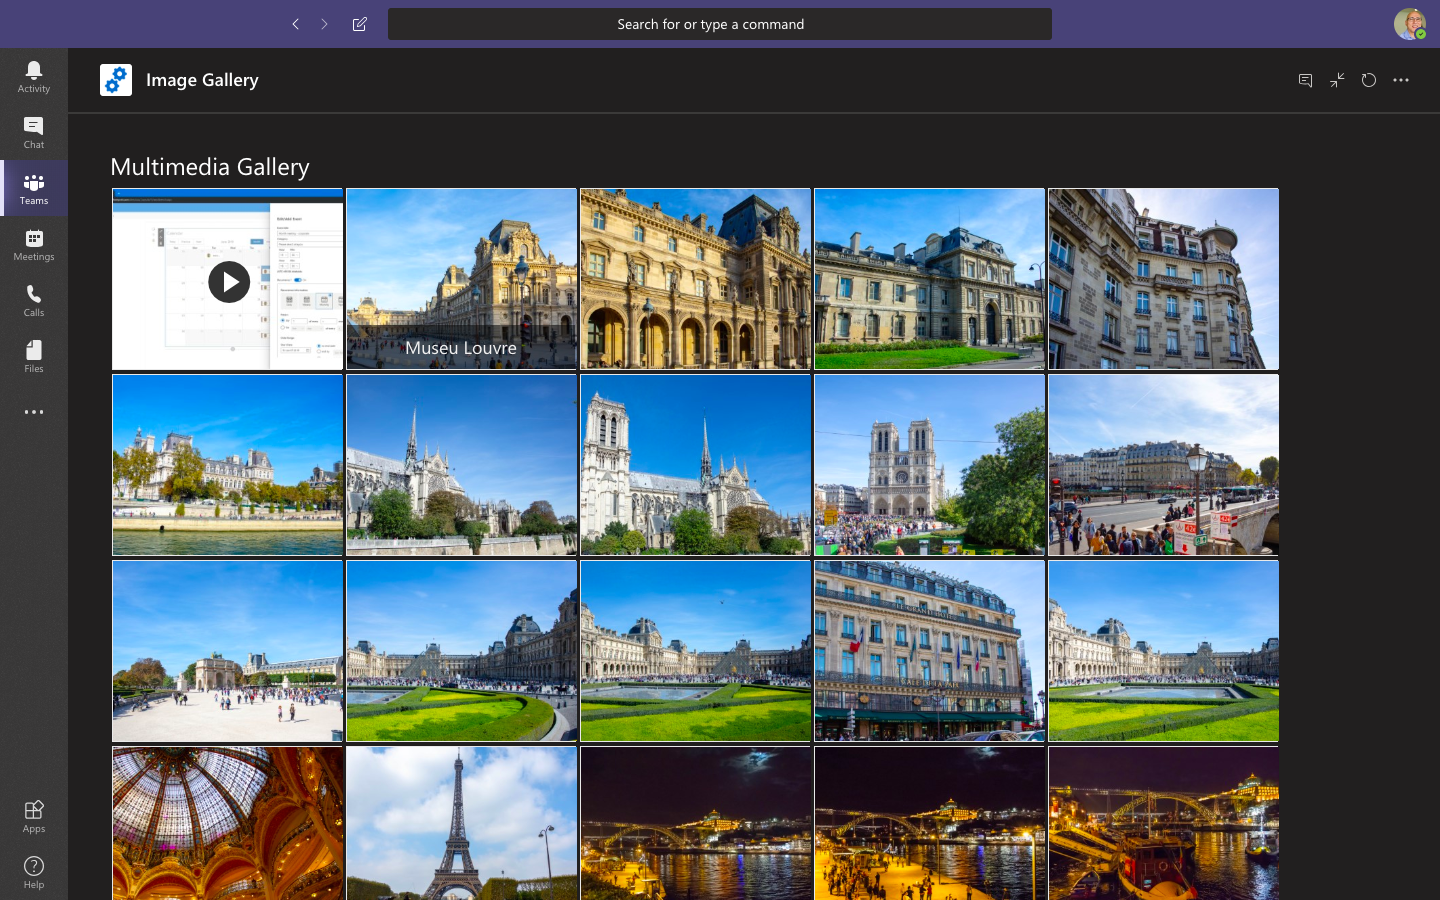 Search for or type a command
Image Gallery
Activity
Chat
Teams
Meetings
Calls
Files
Apps
Help
Multimedia Gallery
Museu Louvre